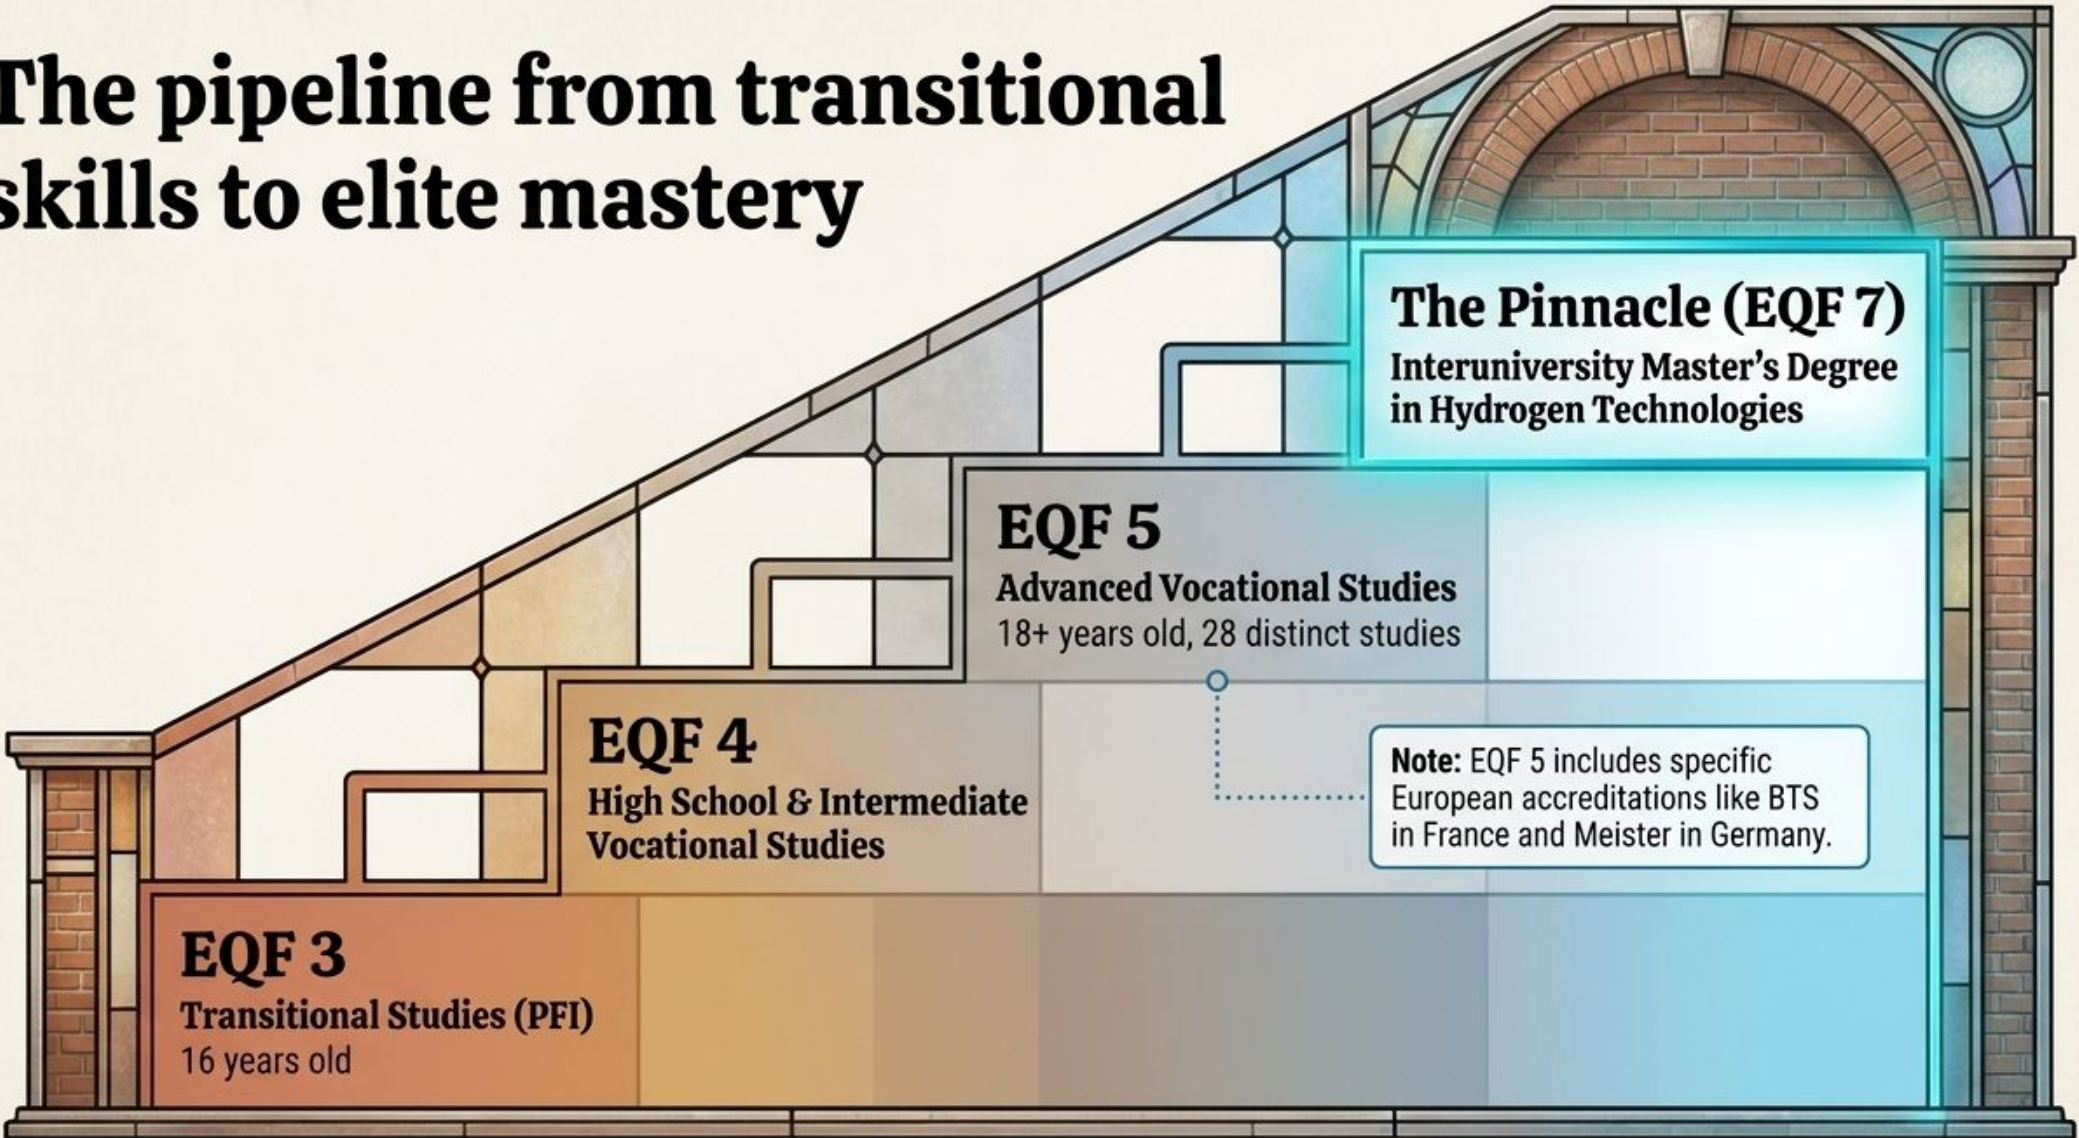 The pipeline from transitional
skills to elite mastery
The Pinnacle (EQF 7)
Interuniversity Master's Degree
in Hydrogen Technologies
EQF 5
Advanced Vocational Studies
18+ years old, 28 distinct studies
EQF 4
High School & Intermediate
Vocational Studies
Note: EQF 5 includes specific
European accreditations like BTS
in France and Meister in Germany.
EQF 3
Transitional Studies (PFI)
16 years old